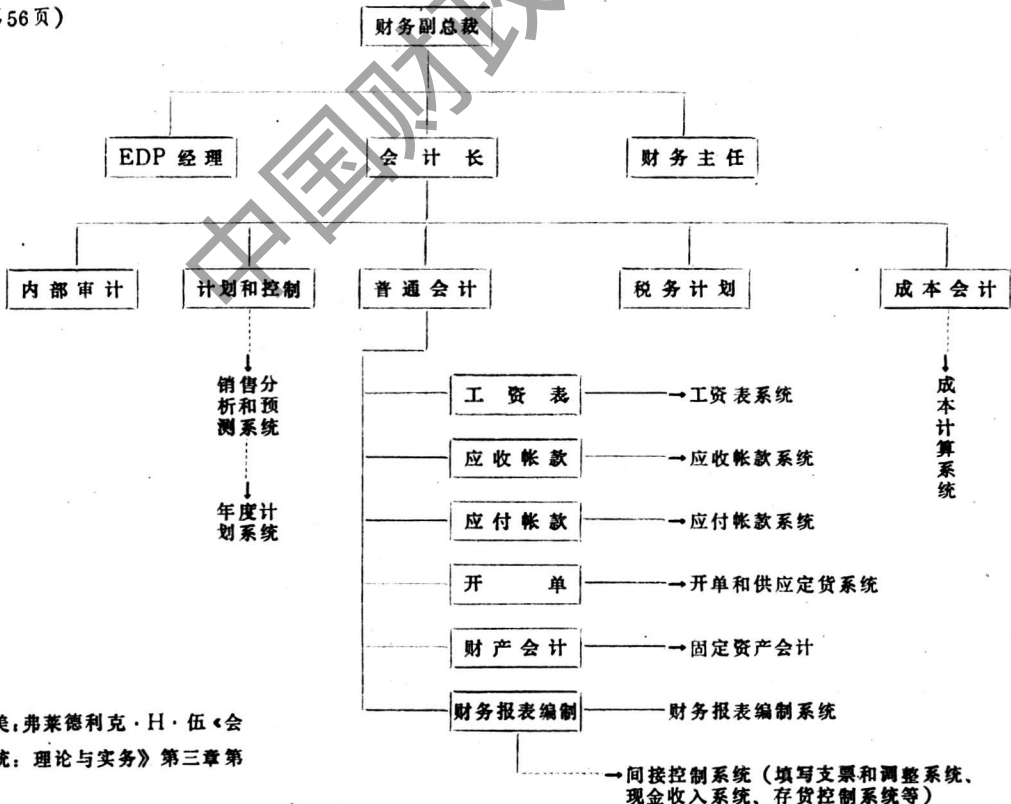 56页）
财务副总裁
EDP 经理
会计长
财务主任
内部审计
计划和控制
普通会计
税务计划
成本会计
销售分
析和预
测系统
年度计
划系统
工资表
工资表系统
应收帐款
应收帐款系统
应付帐款
应付帐款系统
开单
开单和供应定货系统
财产会计
固定资产会计
财务报表编制
财务报表编制系统
间接控制系统（填写支票和调整系统、
现金收入系统、存货控制系统等）
成本计算系统
美：弗莱德利克·H·伍《会
统：理论与实务》第三章第
中国财政